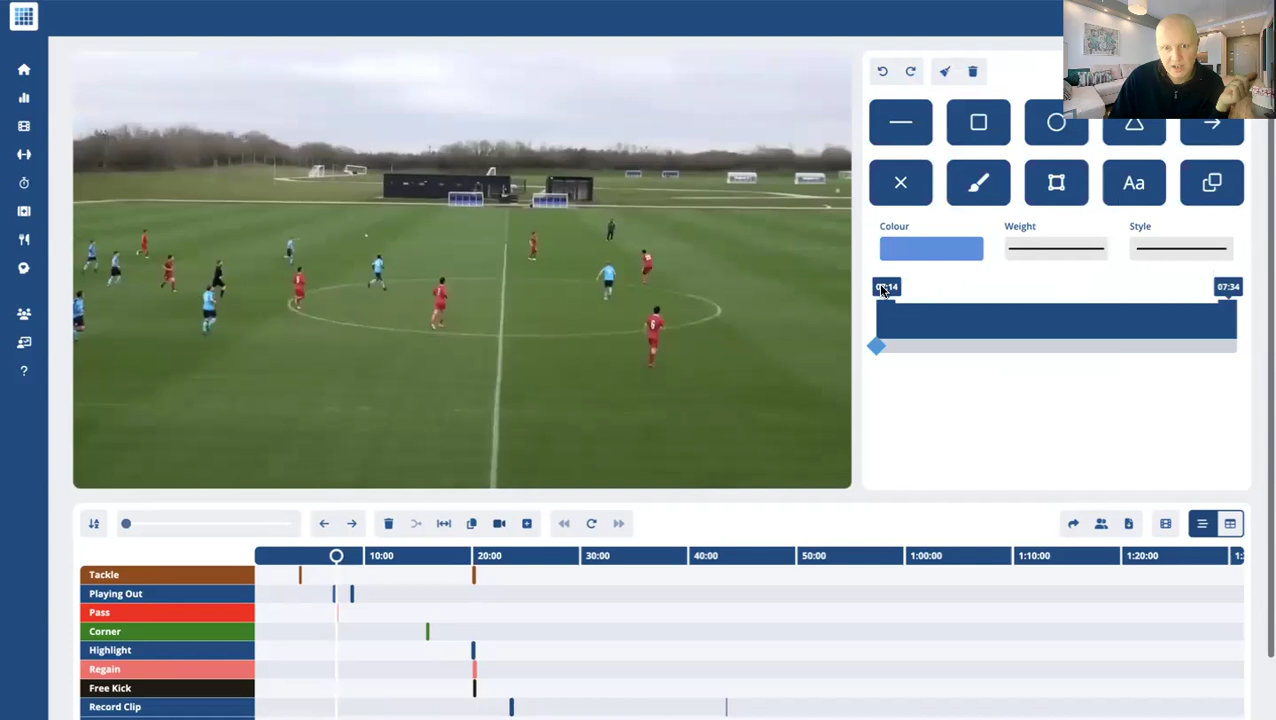 Aa
Colour
Weight
Style
07:34
10:00
20:00
30:00
40:00
50:00
1:00:00
1:10:00
1:20:00
Tackle
Playing Out
Pass
Corner
Highlight
Regain
Free Kick
Record Clip